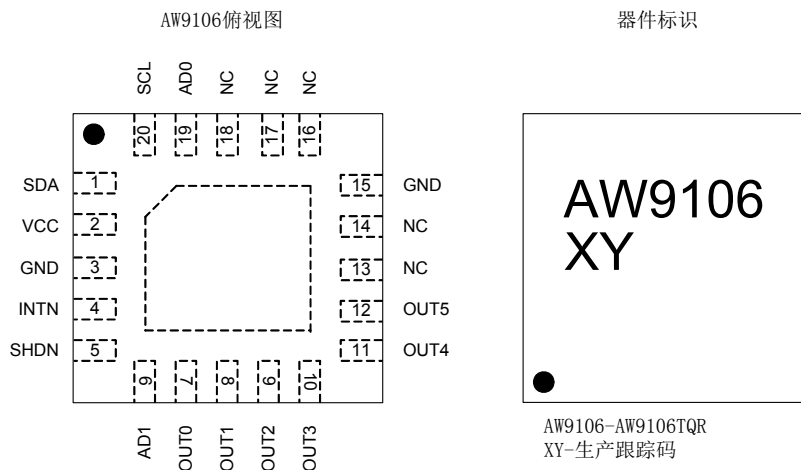 AW9106俯视图
器件标识
SCL
AD0
NC
NC
NC
20
19
18
17
16
SDA
1
VCC
2
GND
3
INTN
4
SHDN
5
15
GND
14
NC
13
NC
12
OUT5
11
OUT4
6
7
8
9
10
AD1
OUT0
OUT1
OUT2
OUT3
AW9106
XY
AW9106-AW9106TQR
XY-生产跟踪码